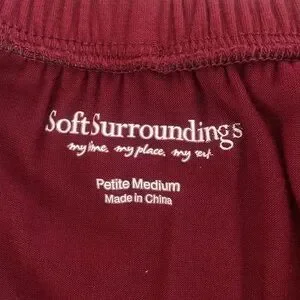 SoftSurroundings
my time, my place, my self.
Petite Medium
Made in China